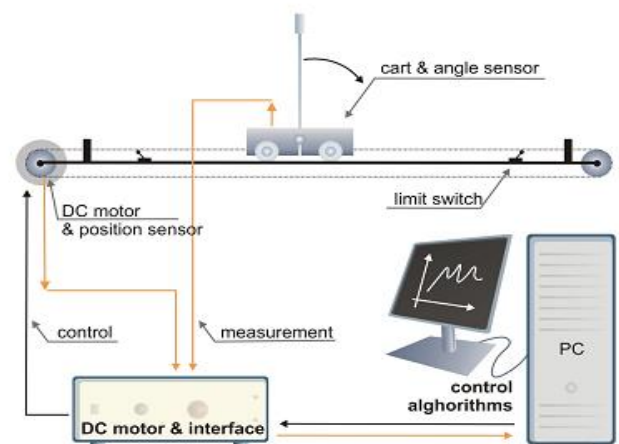 cart & angle sensor
limit switch
DC motor
& position sensor
control
measurement
PC
control
alghorithms
DC motor & interface